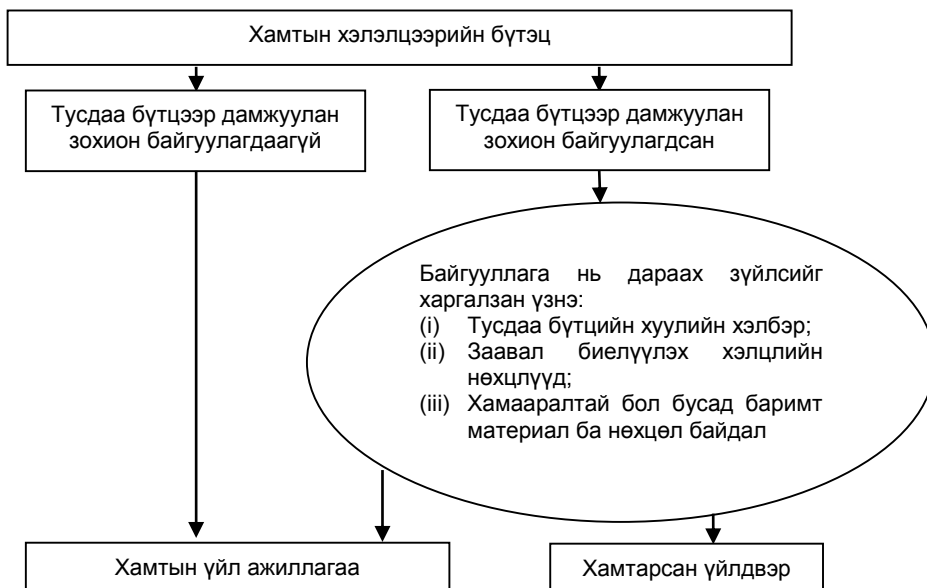 Хамтын хэлэлцээрийн бүтэц
Тусдаа бүтцээр дамжуулан
зохион байгуулагдаагүй
Тусдаа бүтцээр дамжуулан
зохион байгуулагдсан
Байгууллага нь дараах зүйлсийг
харгалзан үзнэ:
(i) Тусдаа бүтцийн хуулийн хэлбэр;
(ii) Заавал биелүүлэх хэлцлийн
нөхцлүүд;
(iii) Хамааралтай бол бусад баримт
материал ба нөхцөл байдал
Хамтын үйл ажиллагаа
Хамтарсан үйлдвэр